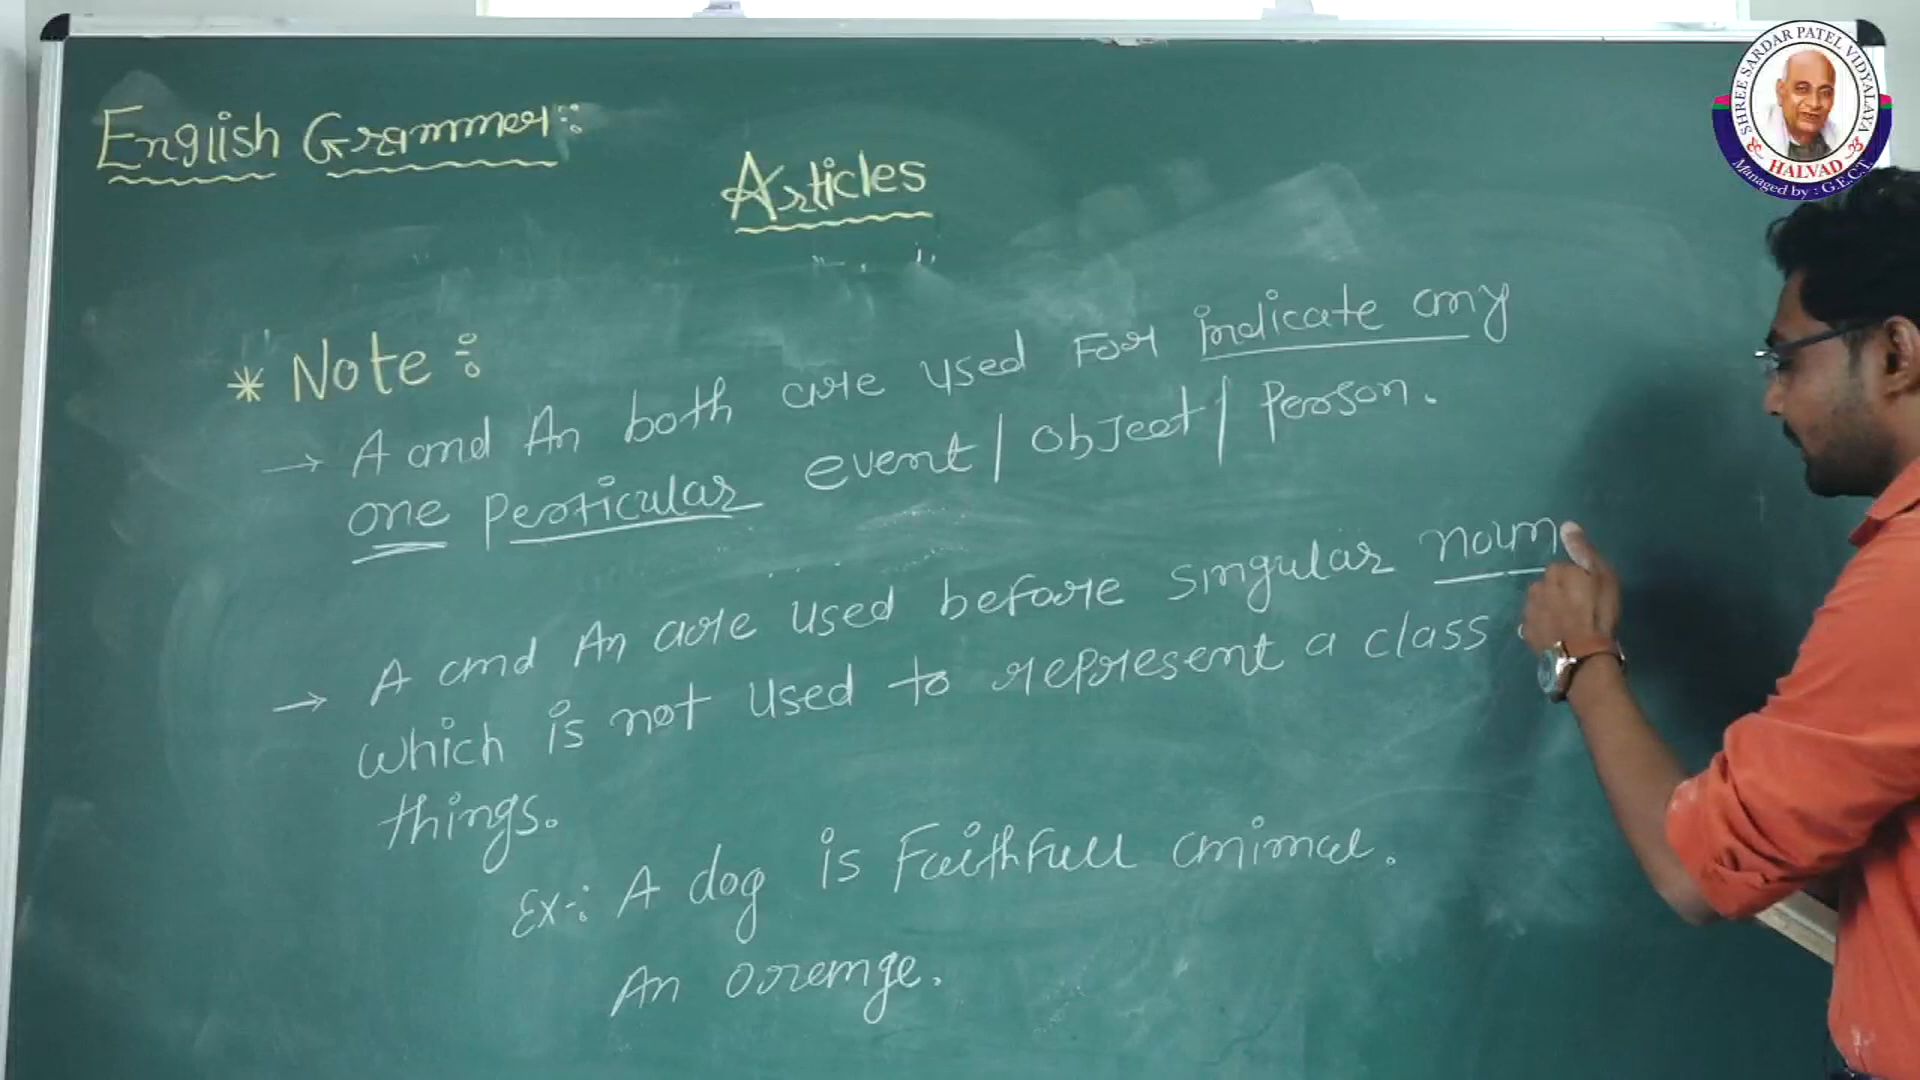 English Grammer:
Articles
* Note :
→ A and An both are used For indicate any
one Perticular event / Object / Person.
→ A and An are used before singular noun
which is not used to represent a class
things.
Ex-: A dog is Faithfull animal.
An orrange.
SHREE SARDAR PATEL VIDYALAYA
HALVAD
Managed by : G.E.C.T.